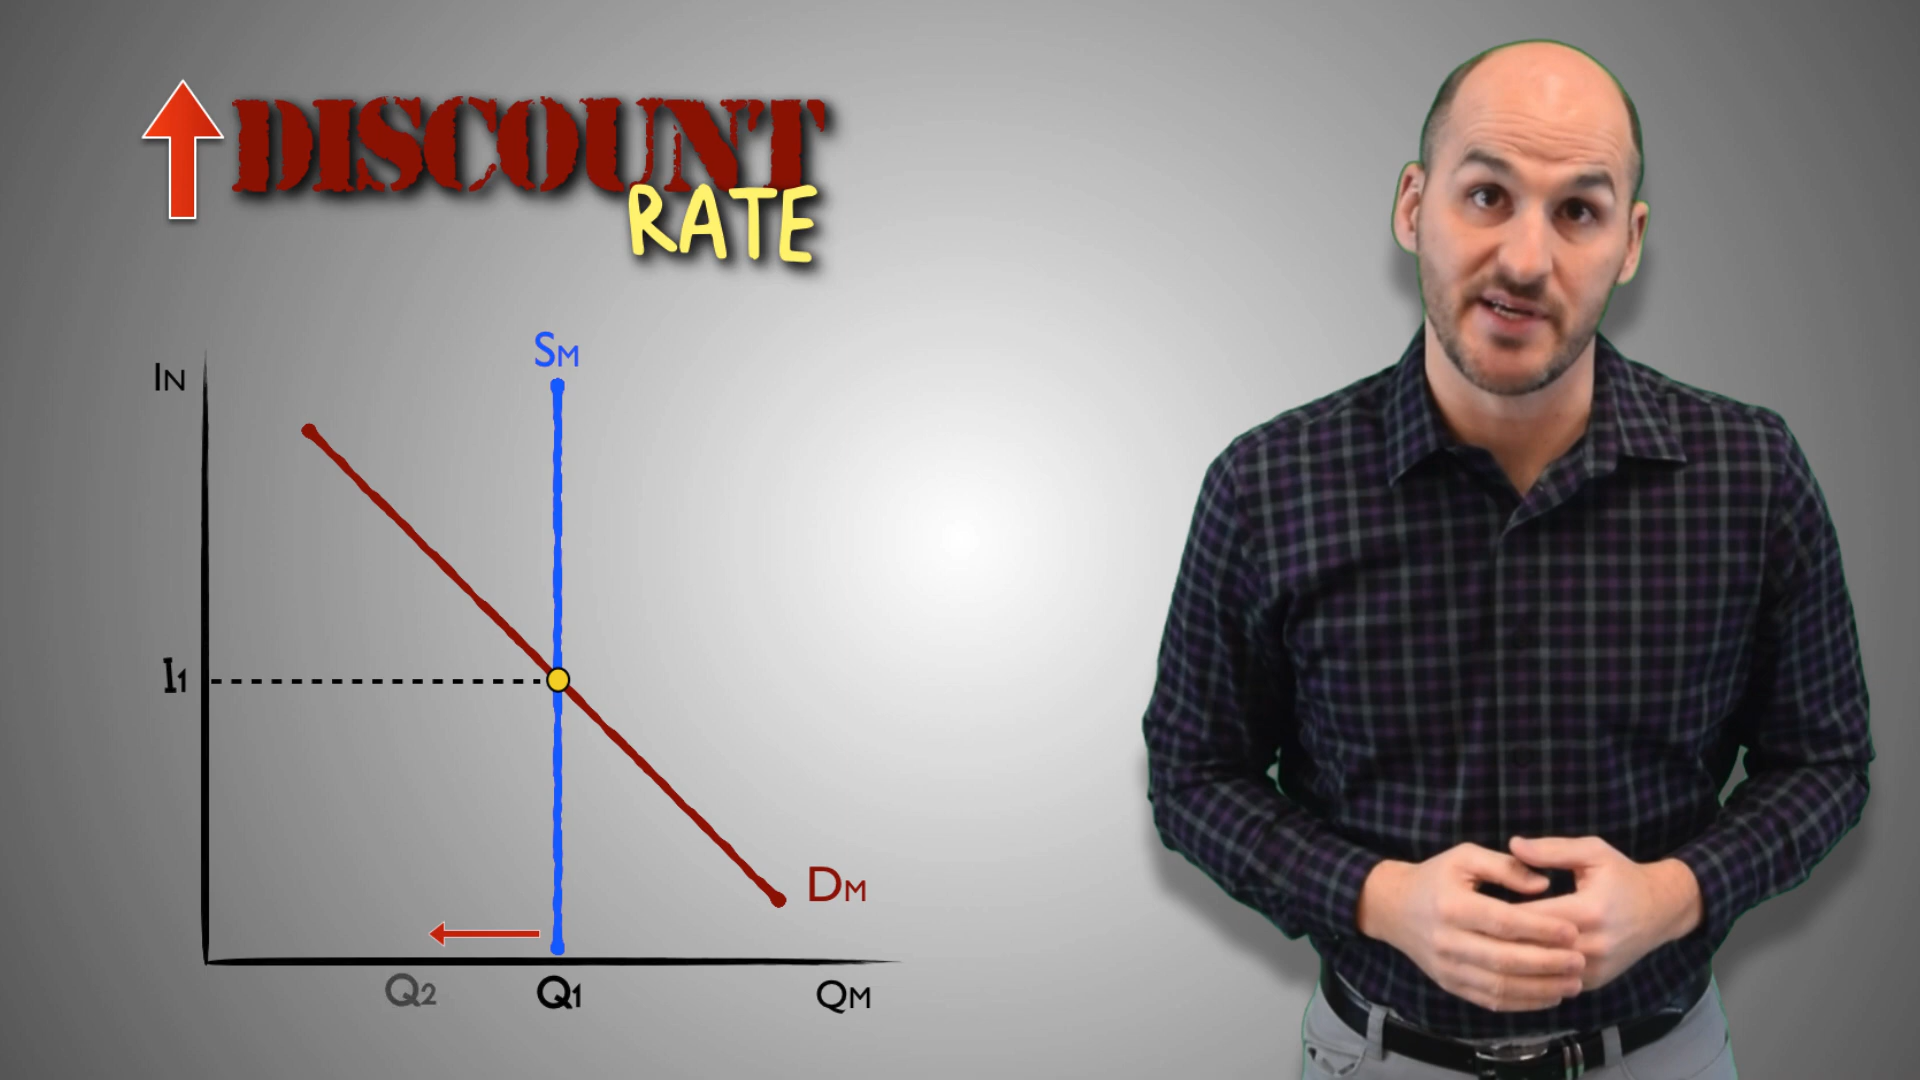 DISCOUNT
RATE
SM
IN
I1
DM
Q2
Q1
QM